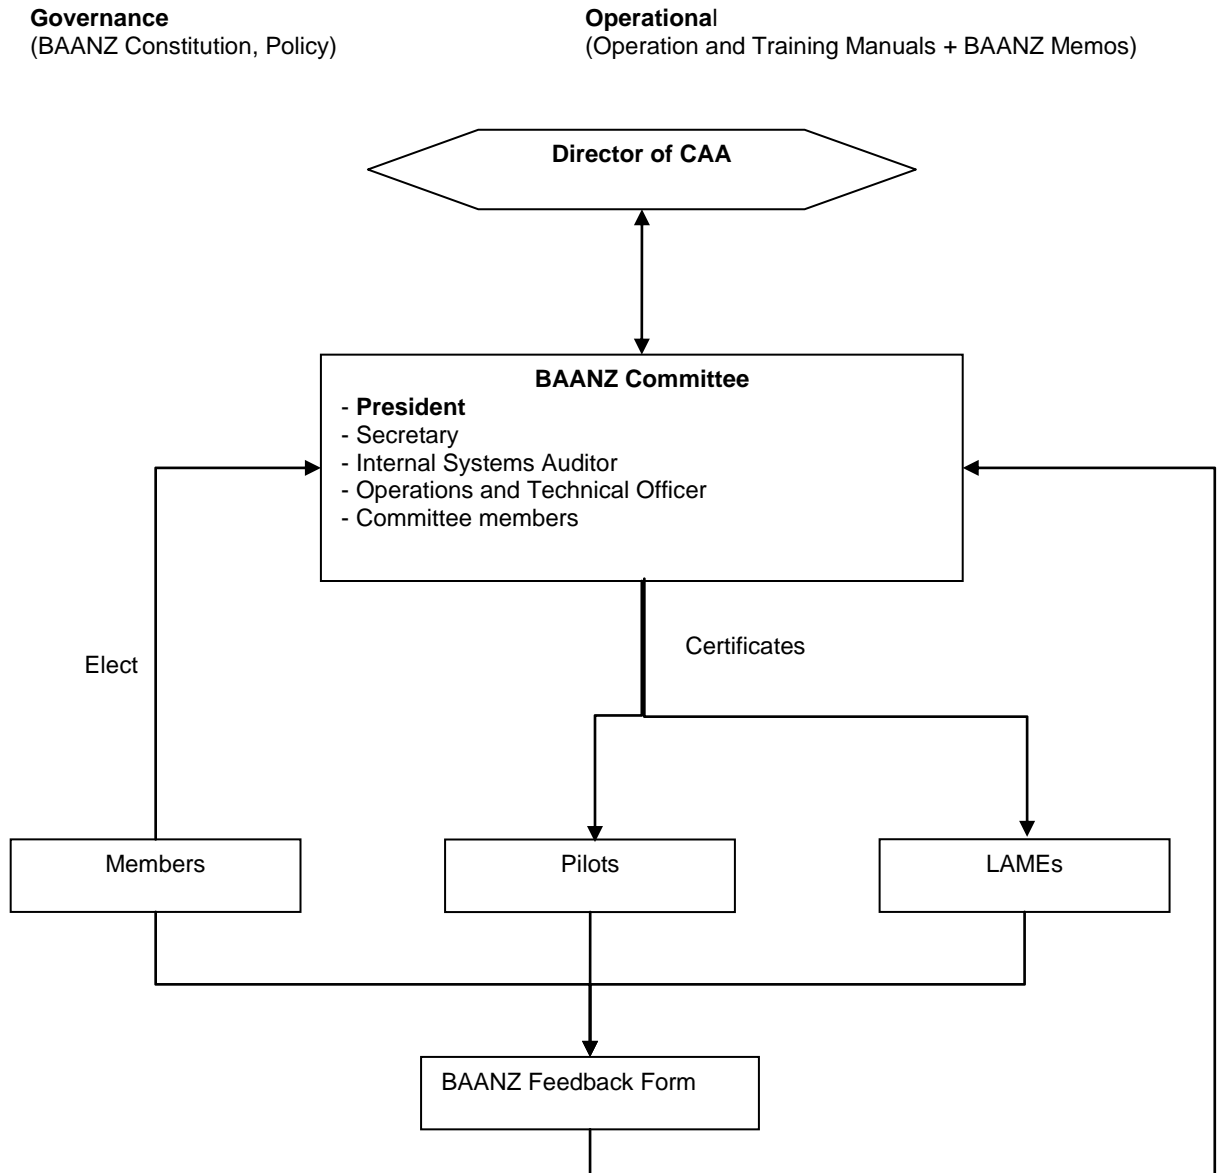 Governance
(BAANZ Constitution, Policy)
Operational
(Operation and Training Manuals + BAANZ Memos)
Director of CAA
BAANZ Committee
- President
- Secretary
- Internal Systems Auditor
- Operations and Technical Officer
- Committee members
Elect
Certificates
Members
Pilots
LAMEs
BAANZ Feedback Form